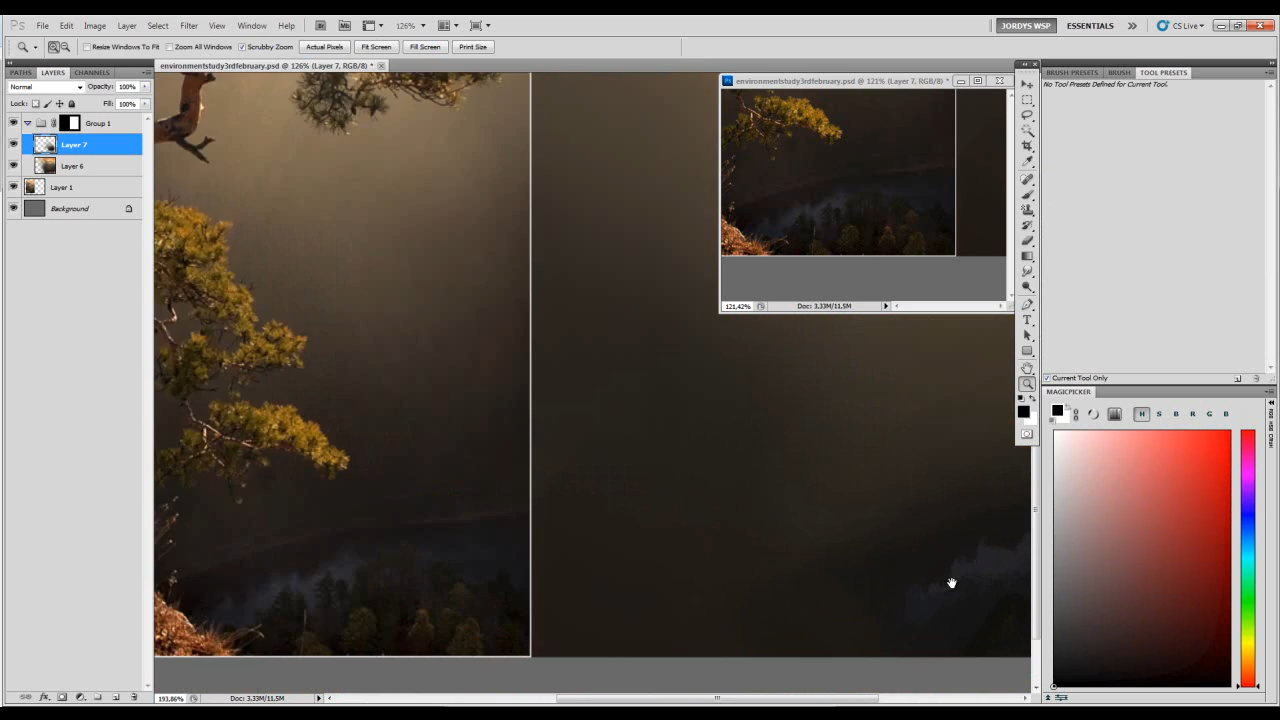 Ps File Edit Image Layer Select Filter Analysis View Window Help Br Mb 126% JORDYS WSP ESSENTIALS CS Live
Resize Windows To Fit Zoom All Windows Scrubby Zoom Actual Pixels Fit Screen Fill Screen Print Size
environmentstudy3rdfebruary.psd @ 126% (Layer 7, RGB/8) *
PATHS LAYERS CHANNELS
Normal Opacity: 100%
Lock: Fill: 100%
Group 1
Layer 7
Layer 6
Layer 1
Background
environmentstudy3rdfebruary.psd @ 121% (Layer 7, RGB/8) *
121,42% Doc: 3,33M/11,5M
BRUSH PRESETS BRUSH TOOL PRESETS
No Tool Presets Defined for Current Tool.
Current Tool Only
MAGICPICKER
H S B R G B
193,86% Doc: 3,33M/11,5M